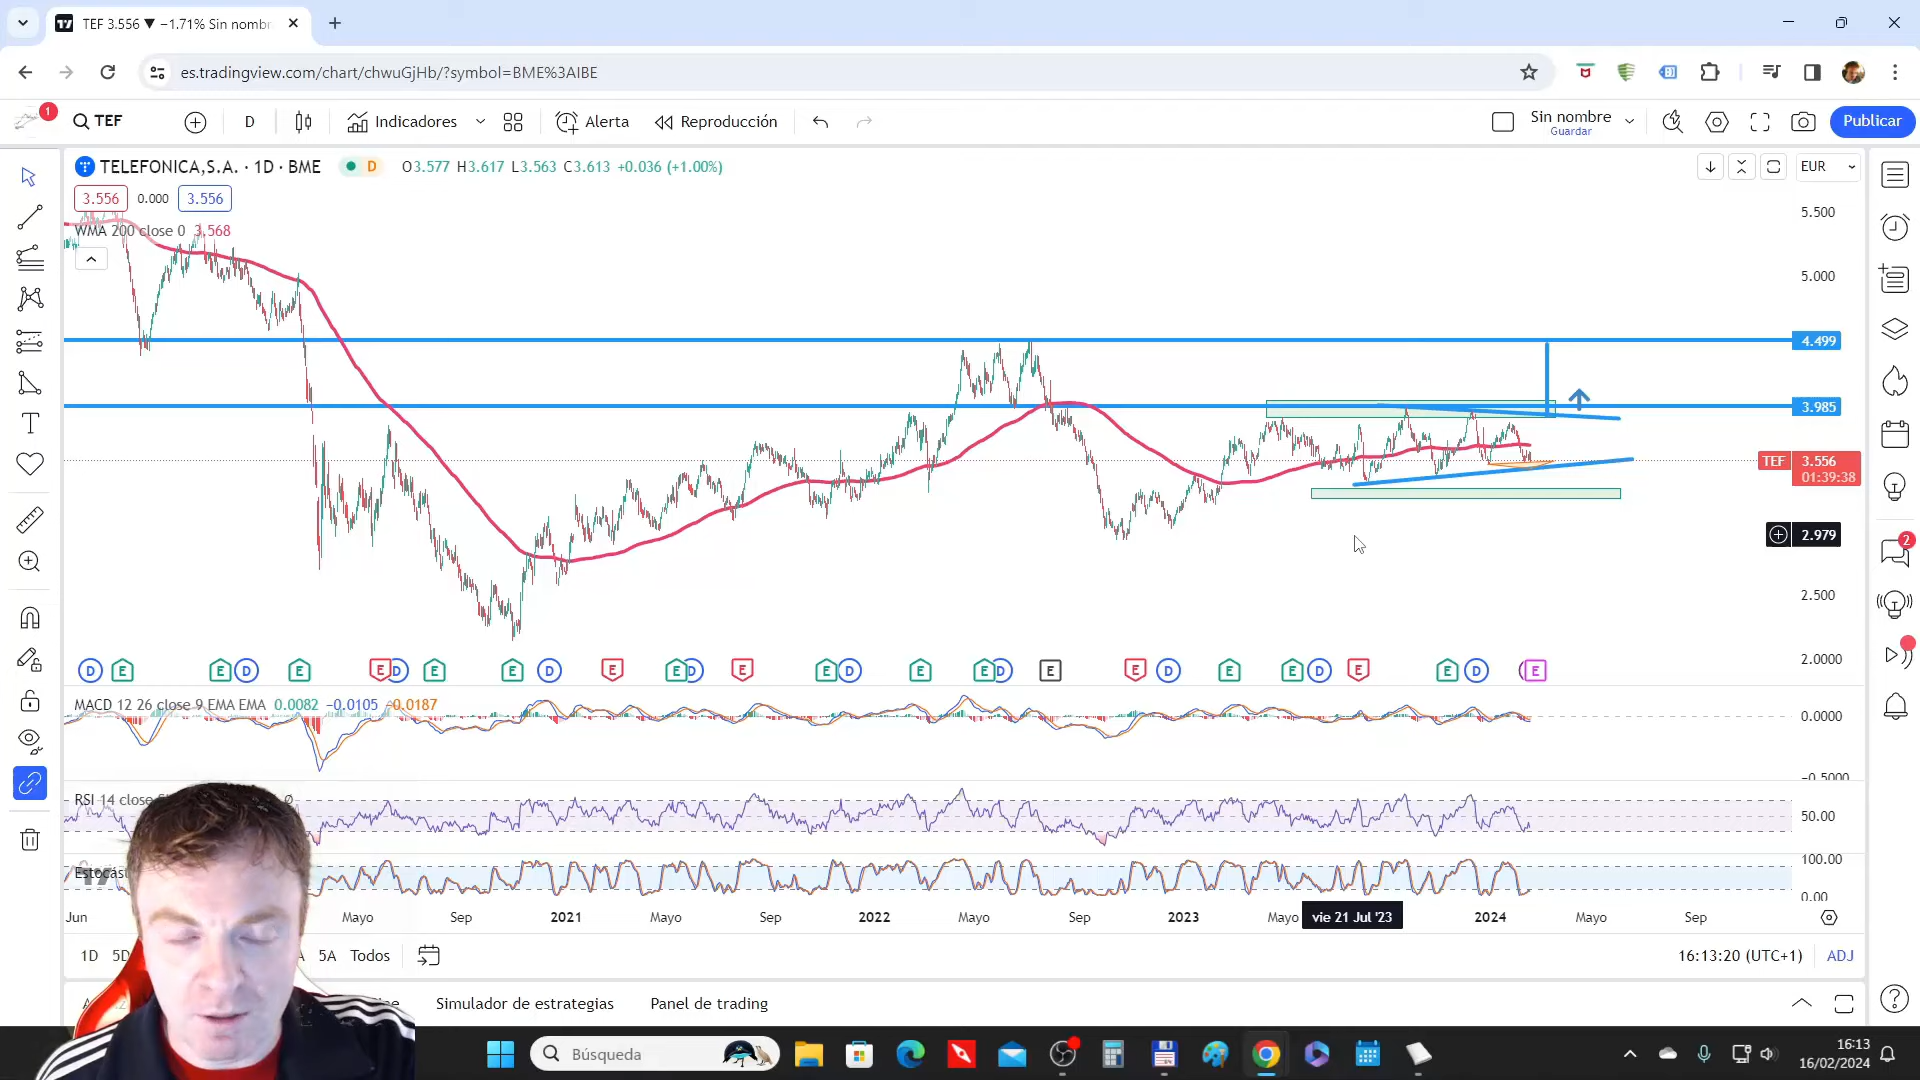 TEF 3.556 ▼ −1.71% Sin nombr
es.tradingview.com/chart/chwuGjHb/?symbol=BME%3AIBE
1
TEF
D
Indicadores
Alerta
Reproducción
Sin nombre
Guardar
Publicar
TELEFONICA,S.A. · 1D · BME
D
O3.577 H3.617 L3.563 C3.613 +0.036 (+1.00%)
EUR
3.556 0.000 3.556
WMA 200 close 0 3.568
5.500
5.000
4.499
3.985
TEF 3.556
01:39:38
2.979
2.500
2.0000
2
D E E D E E D E E D E E D E E D E E D E E D E E D E E D E
MACD 12 26 close 9 EMA EMA 0.0082 −0.0105 −0.0187
0.0000
−0.5000
RSI 14 close
50.00
Estocást
100.00
0.00
Jun Mayo Sep 2021 Mayo Sep 2022 Mayo Sep 2023 Mayo vie 21 Jul '23 2024 Mayo Sep
1D 5D 5A Todos
16:13:20 (UTC+1) ADJ
Simulador de estrategias Panel de trading
Búsqueda
16:13
16/02/2024